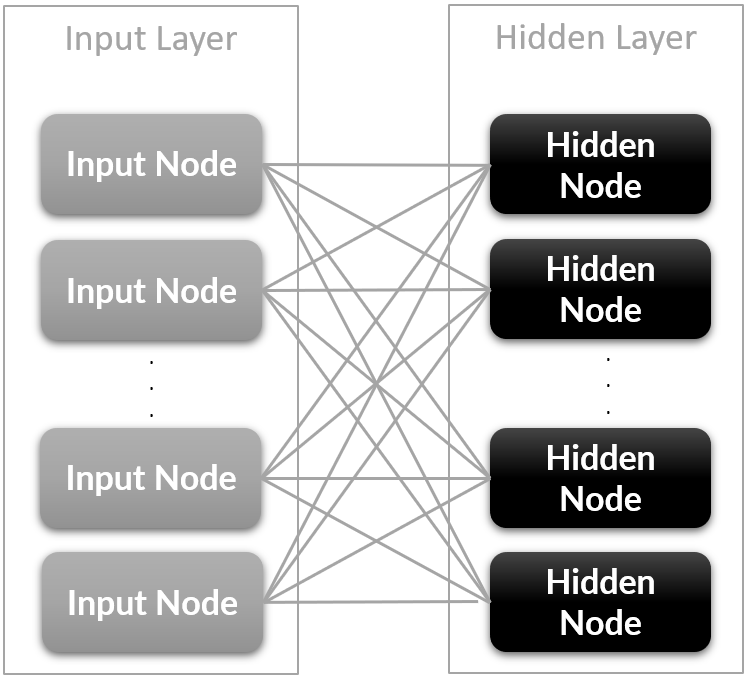 Input Layer
Input Node
Input Node
.
.
.
Input Node
Input Node
Hidden Layer
Hidden
Node
Hidden
Node
.
.
.
Hidden
Node
Hidden
Node